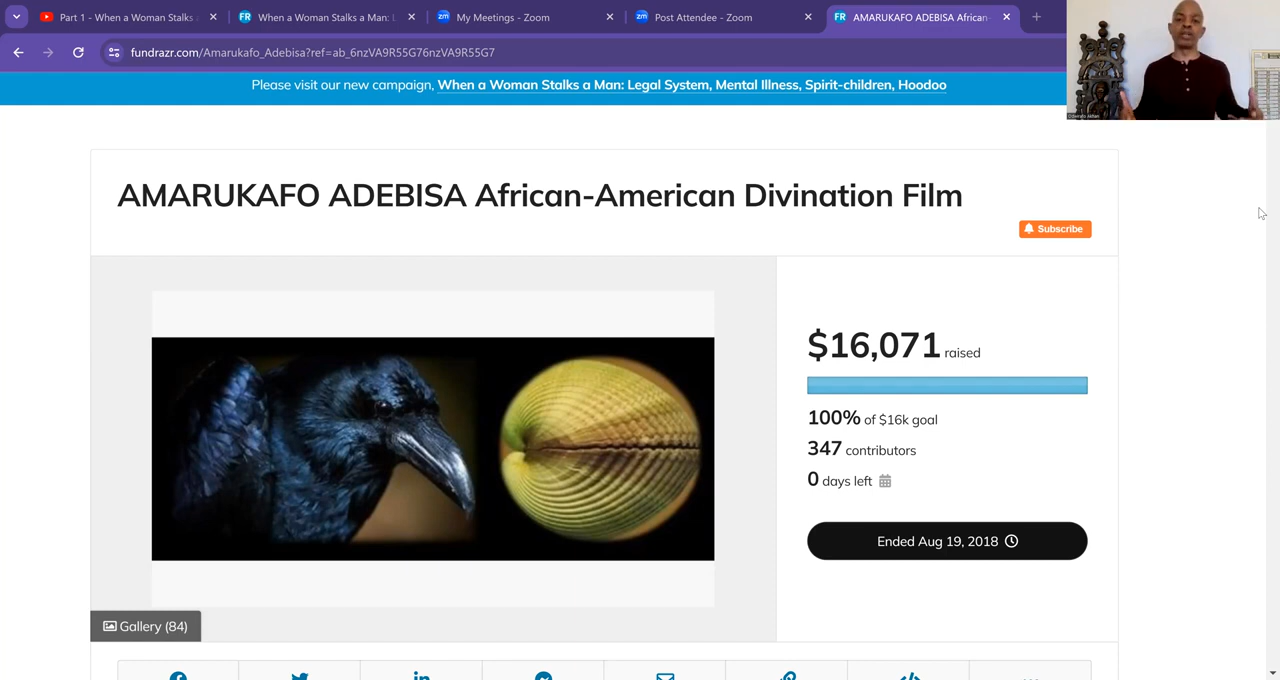 Part 1 - When a Woman Stalks
When a Woman Stalks a Man: L
My Meetings - Zoom
Post Attendee - Zoom
AMARUKAFO ADEBISA African-
fundrazr.com/Amarukafo_Adebisa?ref=ab_6nzVA9R55G76nzVA9R55G7
Please visit our new campaign, When a Woman Stalks a Man: Legal System, Mental Illness, Spirit-children, Hoodoo
AMARUKAFO ADEBISA African-American Divination Film
Subscribe
$16,071 raised
100% of $16k goal
347 contributors
0 days left
Ended Aug 19, 2018
Gallery (84)